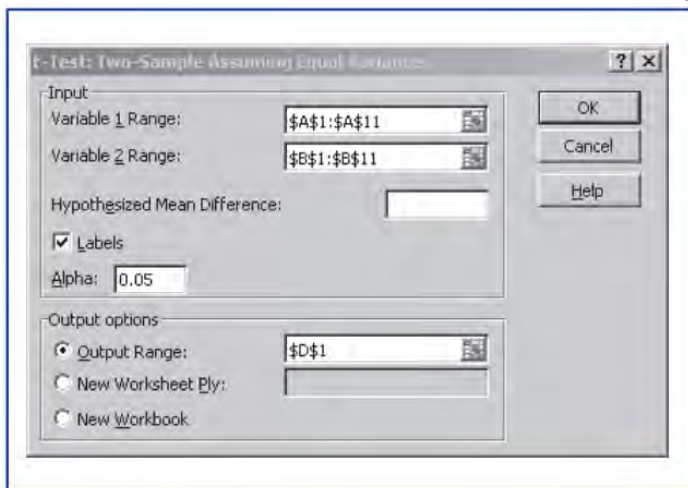 t-Test: Two-Sample Assuming Equal Variances
Input
Variable 1 Range:
$A$1:$A$11
Variable 2 Range:
$B$1:$B$11
Hypothesized Mean Difference:
Labels
Alpha:
0.05
OK
Cancel
Help
Output options
Output Range:
$D$1
New Worksheet Ply:
New Workbook